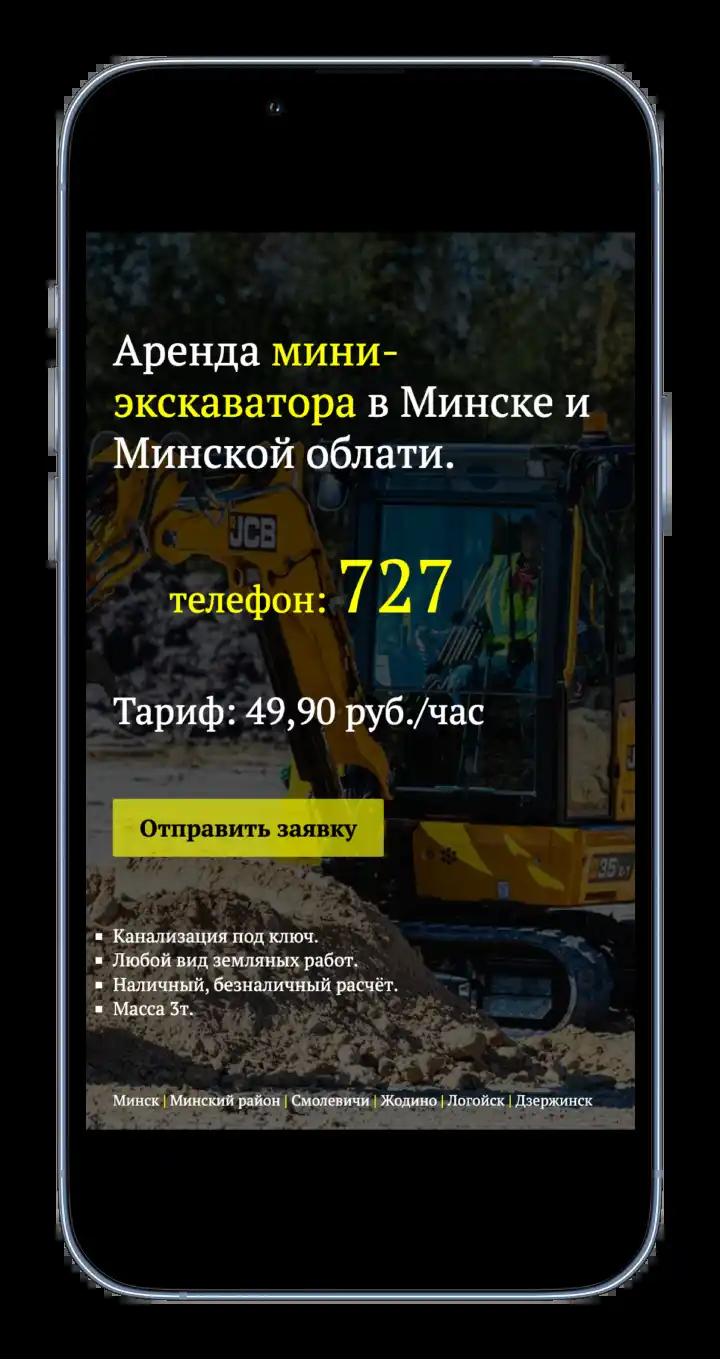 Аренда мини-
экскаватора в Минске и
Минской облати.
JCB
телефон: 727
Тариф: 49,90 руб./час
Отправить заявку
Канализация под ключ.
Любой вид земляных работ.
Наличный, безналичный расчёт.
Масса 3т.
Минск | Минский район | Смолевичи | Жодино | Логойск | Дзержинск